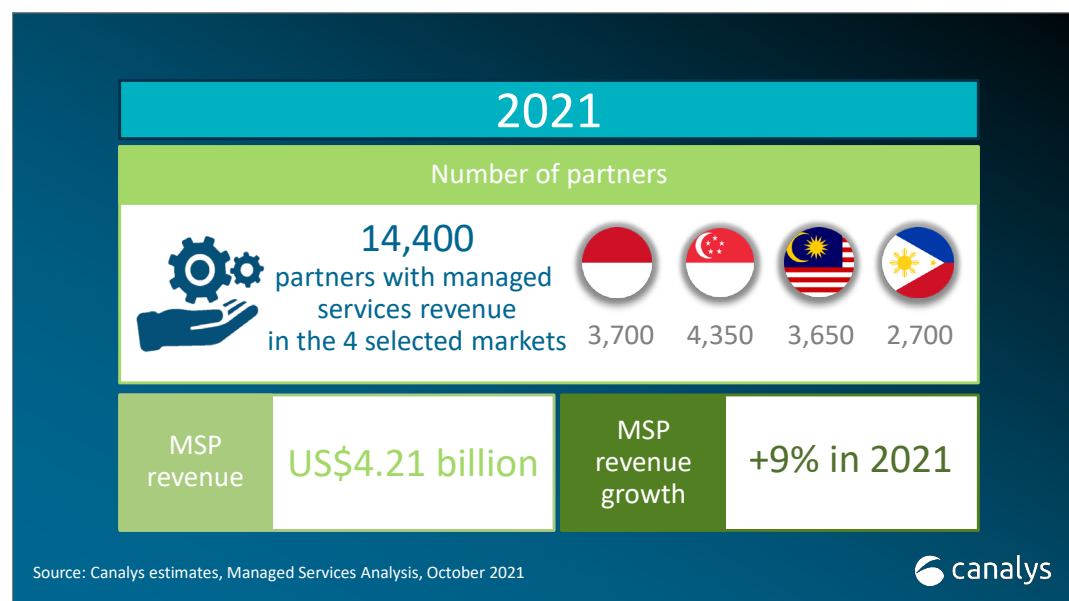 2021
Number of partners
14,400
partners with managed
services revenue
in the 4 selected markets
3,700
4,350
3,650
2,700
MSP
revenue
US$4.21 billion
MSP
revenue
growth
+9% in 2021
Source: Canalys estimates, Managed Services Analysis, October 2021
canalys